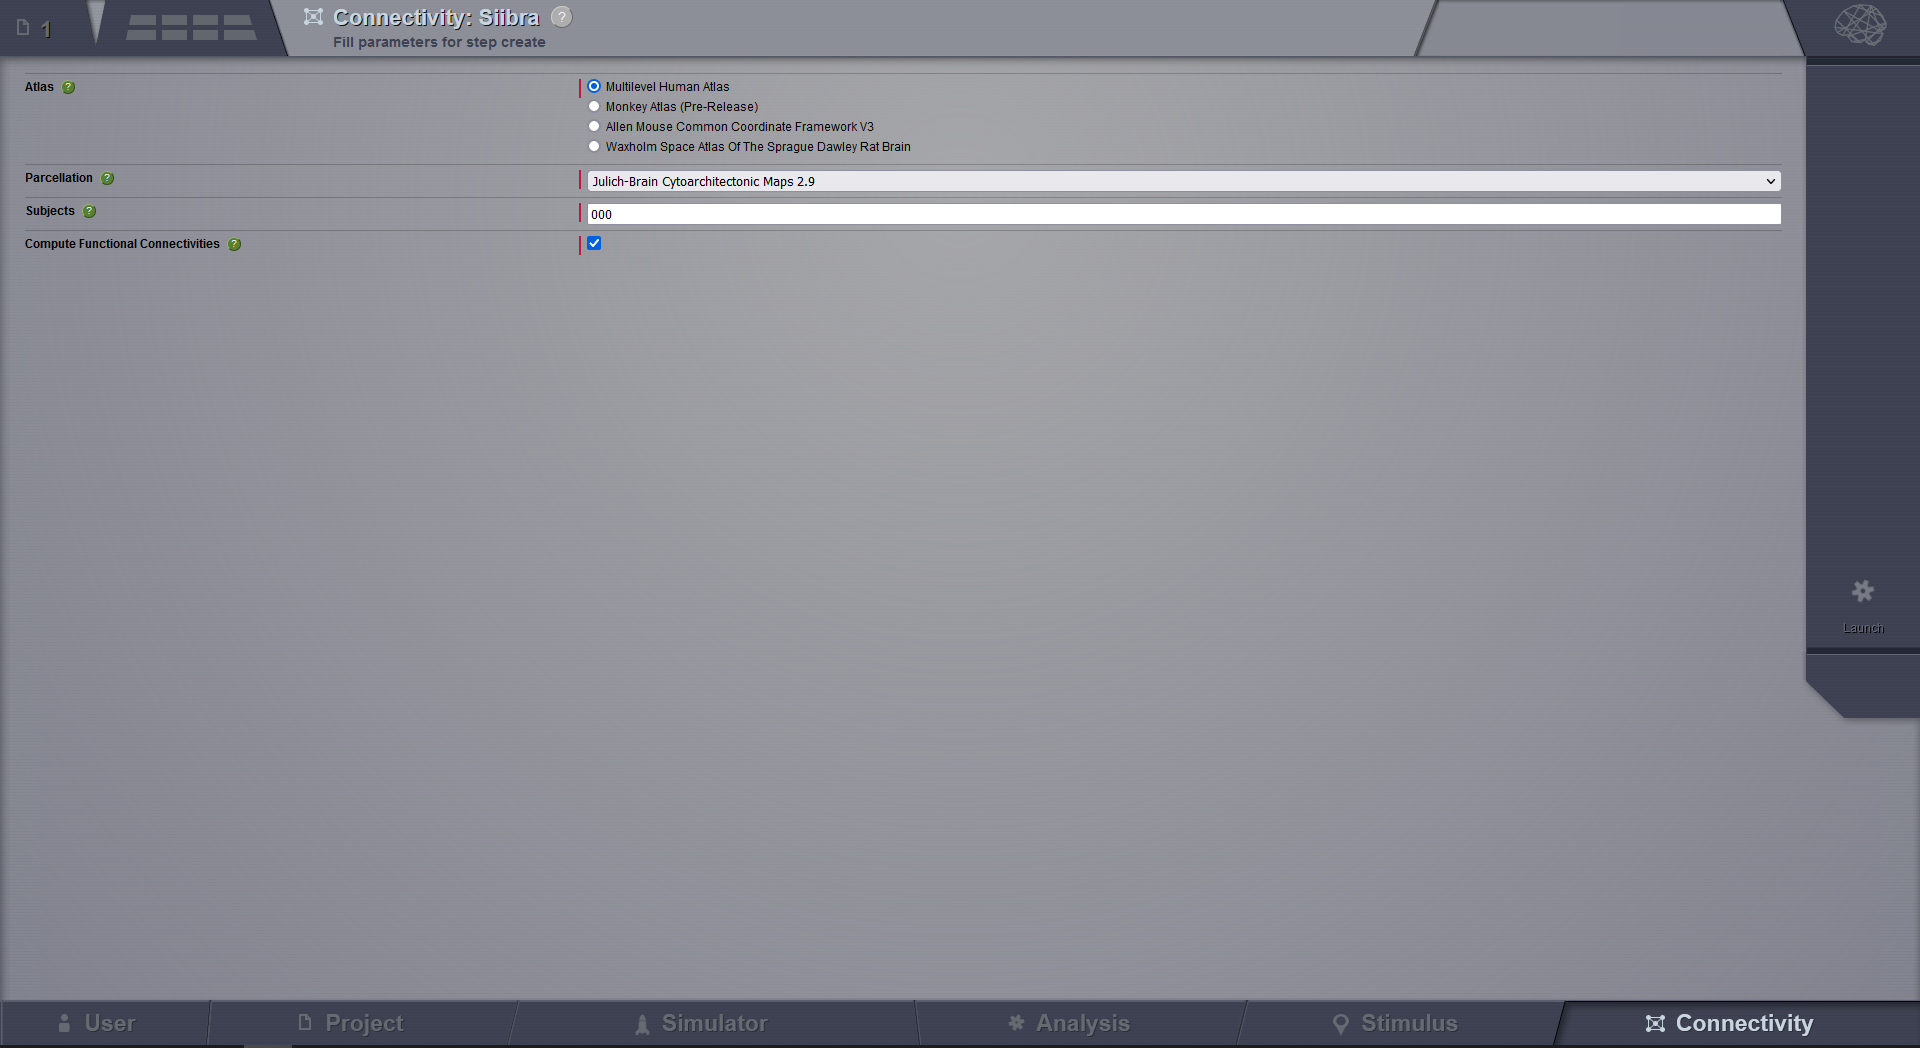 1
Connectivity: Siibra ?
Fill parameters for step create
Atlas ?
Multilevel Human Atlas
Monkey Atlas (Pre-Release)
Allen Mouse Common Coordinate Framework V3
Waxholm Space Atlas Of The Sprague Dawley Rat Brain
Parcellation ?
Julich-Brain Cytoarchitectonic Maps 2.9
Subjects ?
000
Compute Functional Connectivities ?
Launch
User
Project
Simulator
Analysis
Stimulus
Connectivity